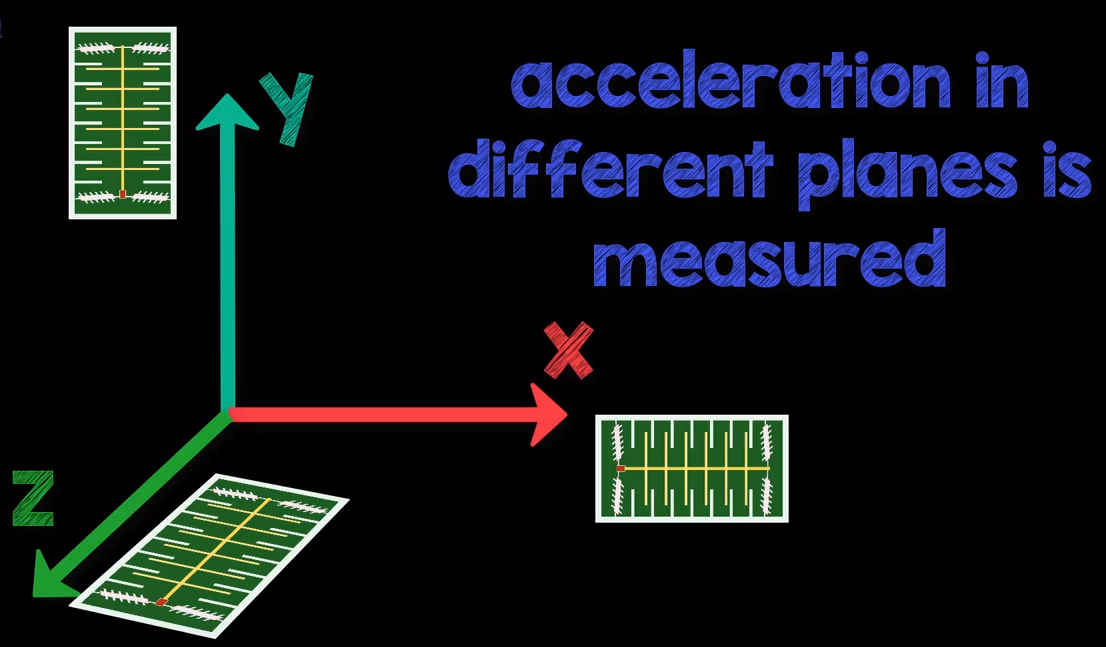 Y
acceleration in
different planes is
measured
X
Z